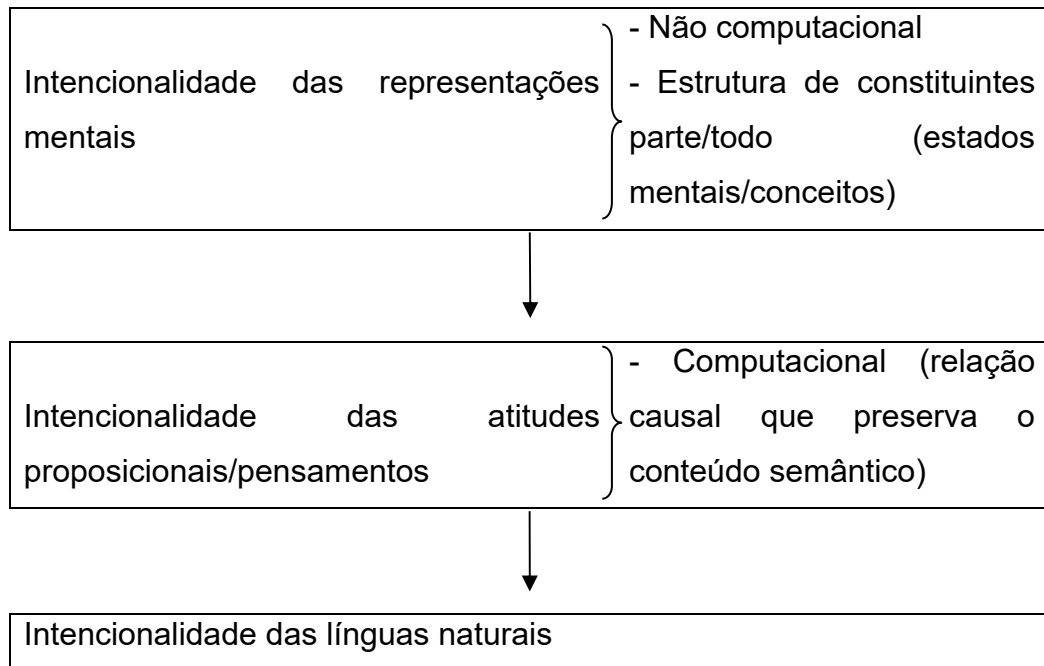 Intencionalidade das representações
mentais
- Não computacional
- Estrutura de constituintes
parte/todo (estados
mentais/conceitos)
Intencionalidade das atitudes
proposicionais/pensamentos
- Computacional (relação
causal que preserva o
conteúdo semântico)
Intencionalidade das línguas naturais